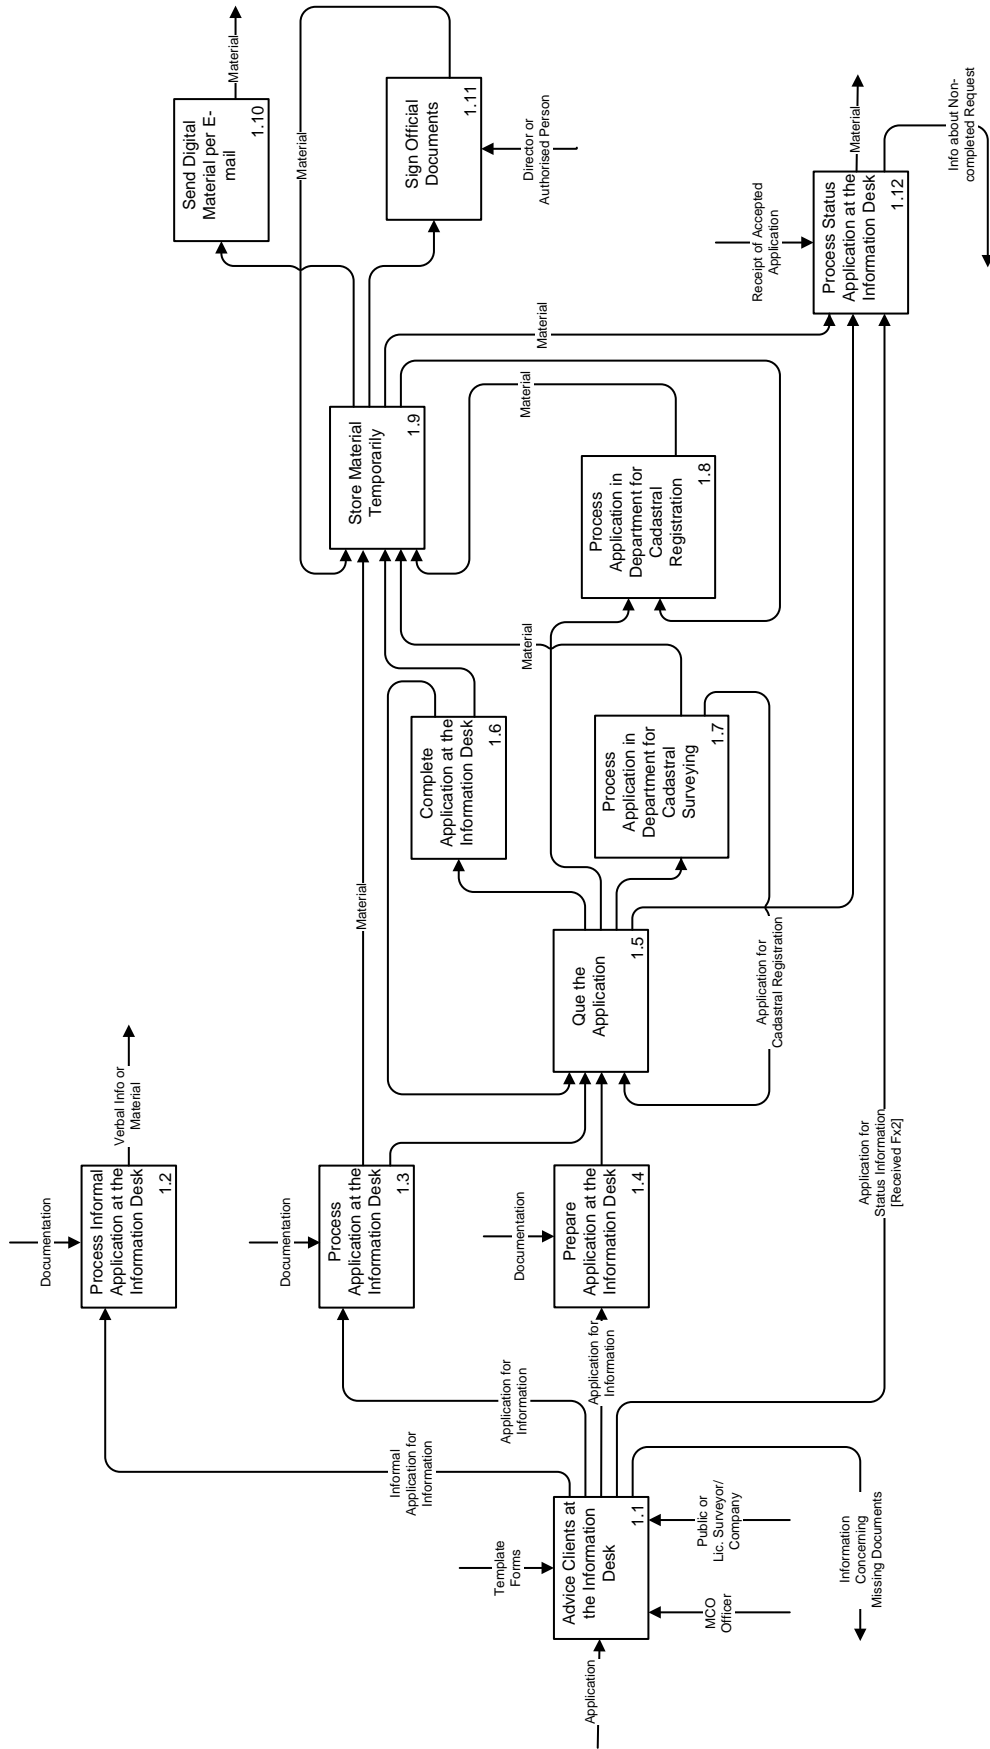 Application
Template
Forms
Advice Clients at
the Information
Desk
1.1
MCO
Officer
Public or
Lic. Surveyor/
Company
Information
Concerning
Missing Documents
Informal
Application for
Information
Application for
Information
Application for
Information
Application for
Status Information
[Received Fx2]
Documentation
Process Informal
Application at the
Information Desk
1.2
Verbal Info or
Material
Documentation
Process
Application at the
Information Desk
1.3
Documentation
Prepare
Application at the
Information Desk
1.4
Material
Que the
Application
1.5
Application for
Cadastral Registration
Complete
Application at the
Information Desk
1.6
Process
Application in
Department for
Cadastral
Surveying
1.7
Material
Process
Application in
Department for
Cadastral
Registration
1.8
Material
Store Material
Temporarily
1.9
Material
Material
Send Digital
Material per E-
mail
1.10
Material
Sign Official
Documents
1.11
Director or
Authorised Person
Receipt of Accepted
Application
Process Status
Application at the
Information Desk
1.12
Material
Info about Non-
completed Request